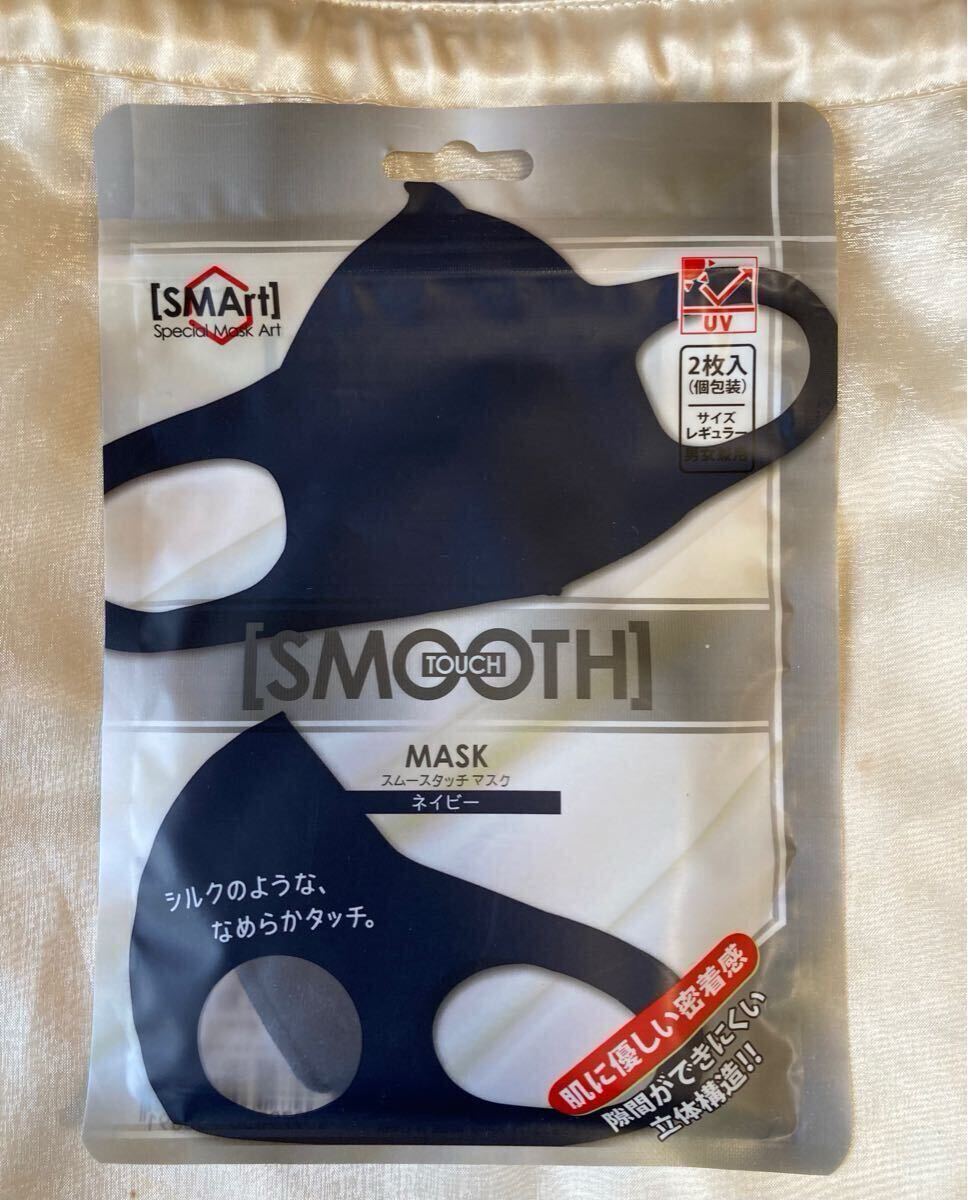 [SMArt]
Special Mask Art
UV
2枚入
(個包装)
サイズ
レギュラー
男女兼用
[SMOOTH]
TOUCH
MASK
スムースタッチ マスク
ネイビー
シルクのような、
なめらかタッチ。
肌に優しい密着感
隙間ができにくい
立体構造!!